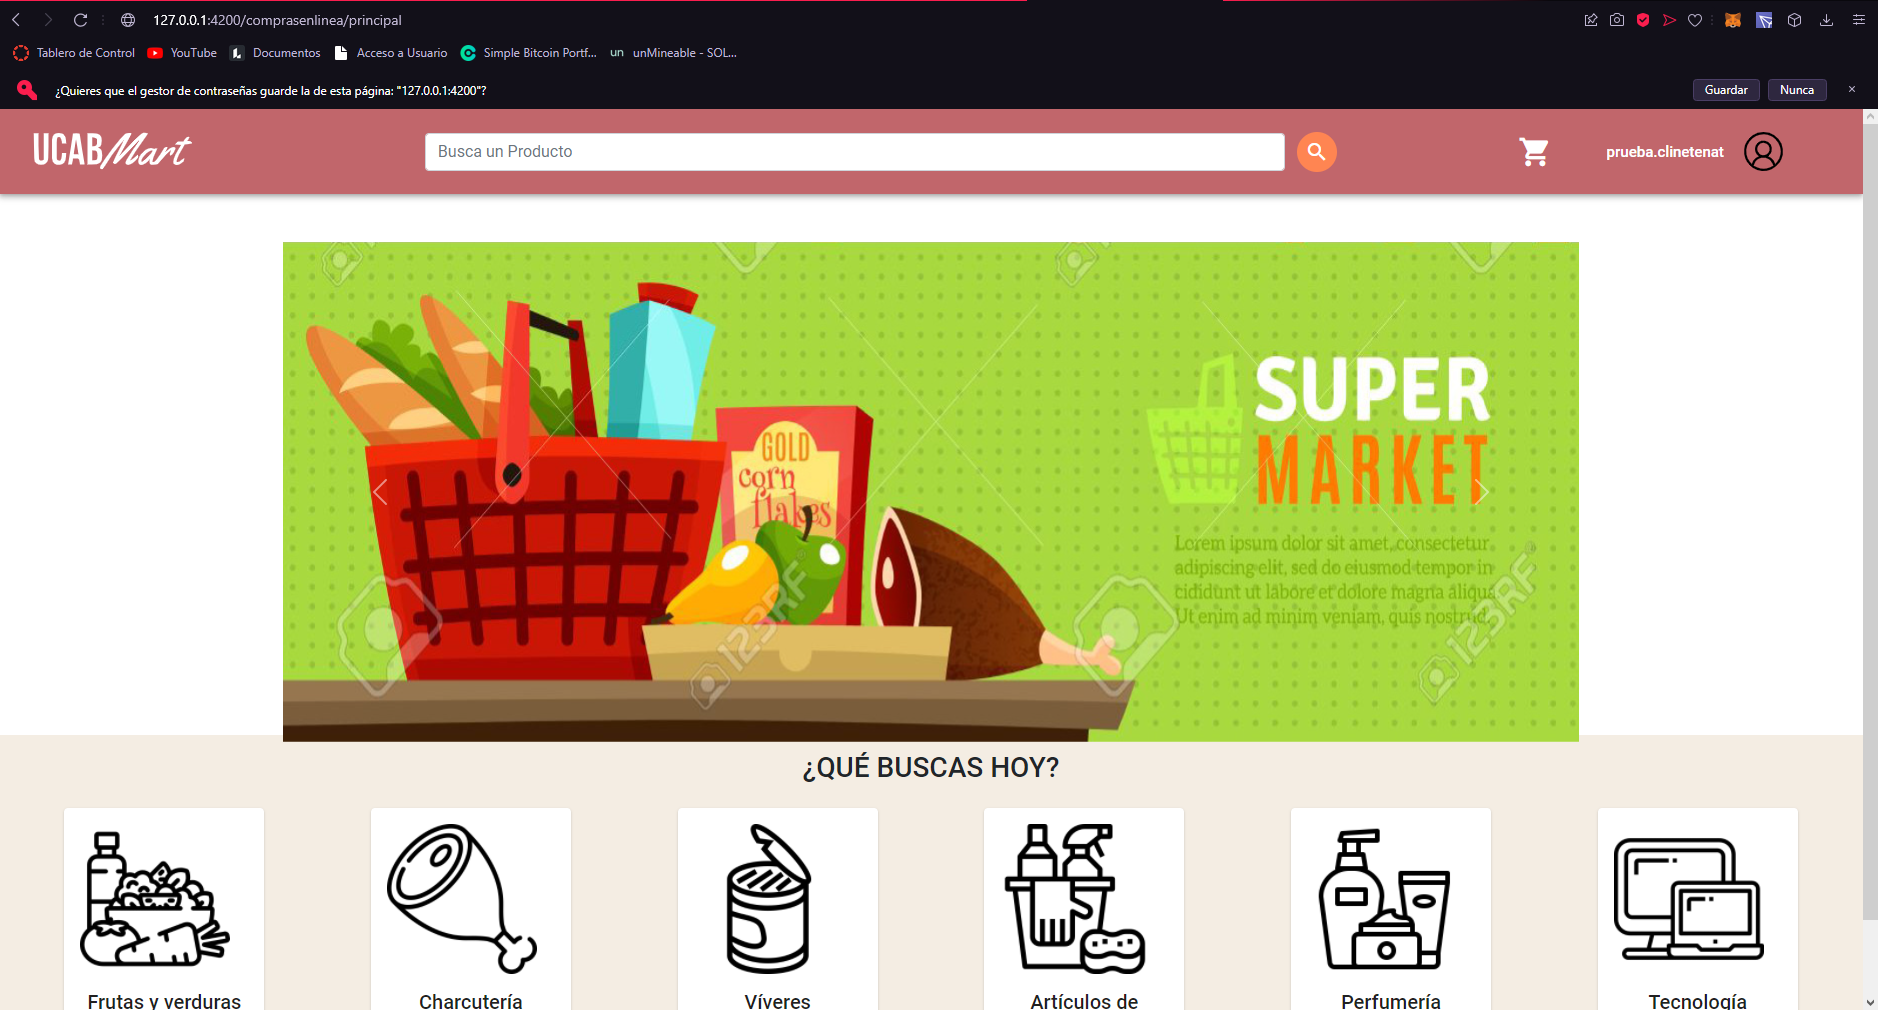 127.0.0.1:4200/comprasenlinea/principal
Tablero de Control
YouTube
Documentos
Acceso a Usuario
Simple Bitcoin Portf...
unMineable - SOL...
¿Quieres que el gestor de contraseñas guarde la de esta página: "127.0.0.1:4200"?
Guardar
Nunca
UCABMart
Busca un Producto
prueba.clinetenat
GOLD
corn
flakes
SUPER
MARKET
Lorem ipsum dolor sit amet, consectetur
adipiscing elit, sed do eiusmod tempor in
cididunt ut labore et dolore magna aliqua
Ut enim ad minim veniam, quis nostrud.
123RF
123RF
¿QUÉ BUSCAS HOY?
Frutas y verduras
Charcutería
Víveres
Artículos de
Perfumería
Tecnología